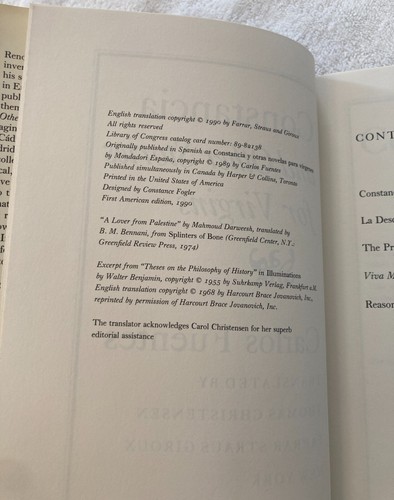 English translation copyright © 1990 by Farrar, Straus and Giroux
All rights reserved
Library of Congress catalog card number: 89-82138
Originally published in Spanish as Constancia y otras novelas para vírgenes
by Mondadori España, copyright © 1989 by Carlos Fuentes
Published simultaneously in Canada by Harper & Collins, Toronto
Printed in the United States of America
Designed by Constance Fogler
First American edition, 1990
"A Lover from Palestine" by Mahmoud Darweesh, translated by
B. M. Bennani, from Splinters of Bone (Greenfield Center, N.Y.:
Greenfield Review Press, 1974)
Excerpt from "Theses on the Philosophy of History" in Illuminations
by Walter Benjamin, copyright © 1955 by Suhrkamp Verlag, Frankfurt a.M.
English translation copyright © 1968 by Harcourt Brace Jovanovich, Inc.,
reprinted by permission of Harcourt Brace Jovanovich, Inc.
The translator acknowledges Carol Christensen for her superb
editorial assistance
CONT
Constan
La Desc
The Pr
Viva M
Reason